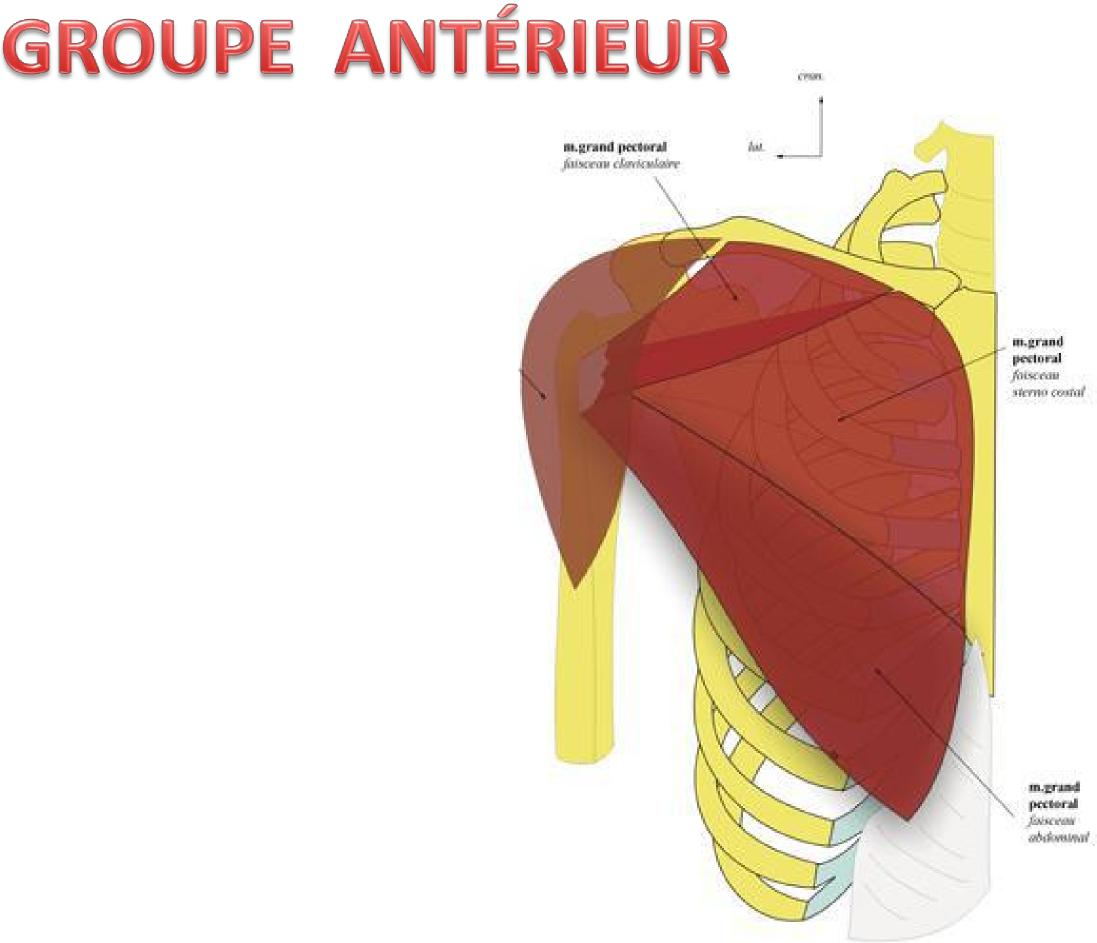 GROUPE ANTÉRIEUR
cran.
lat.
m.grand pectoral
faisceau claviculaire
m.grand
pectoral
faisceau
sterno costal
m.grand
pectoral
faisceau
abdominal